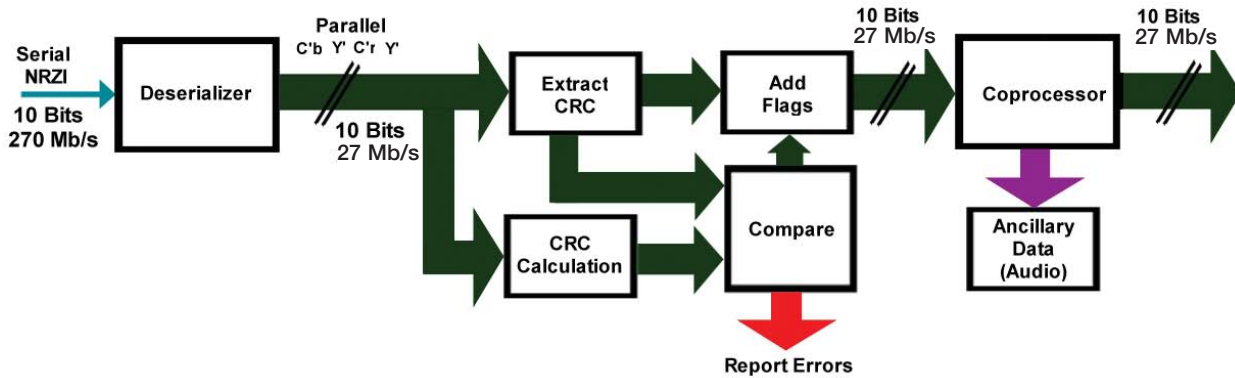 Serial
NRZI
10 Bits
270 Mb/s
Deserializer
Parallel
C'b Y' C'r Y'
10 Bits
27 Mb/s
Extract
CRC
CRC
Calculation
Add
Flags
Compare
Report Errors
10 Bits
27 Mb/s
Coprocessor
Ancillary
Data
(Audio)
10 Bits
27 Mb/s